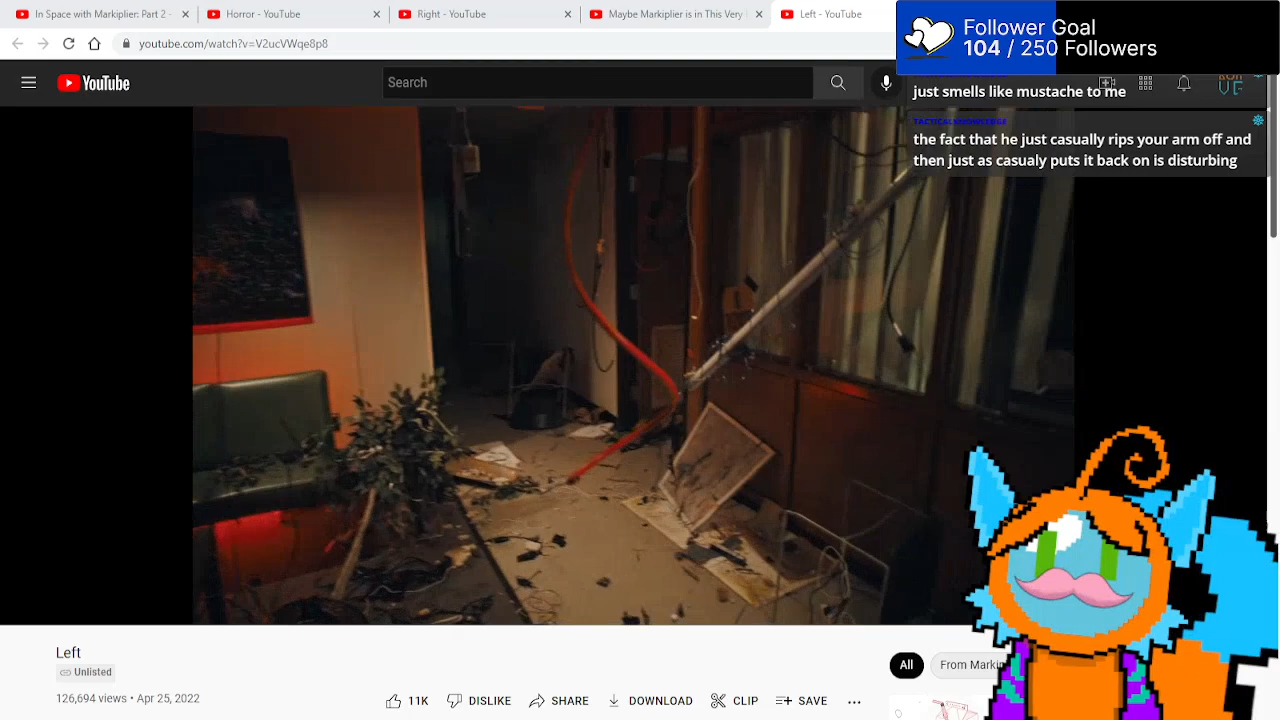 In Space with Markiplier: Part 2 -
Horror - YouTube
Right - YouTube
Maybe Markiplier is in This Very
Left - YouTube
youtube.com/watch?v=V2ucVWqe8p8
Follower Goal
104 / 250 Followers
YouTube
Search
just smells like mustache to me
the fact that he just casually rips your arm off and
then just as casualy puts it back on is disturbing
Left
Unlisted
126,694 views • Apr 25, 2022
DISLIKE
SHARE
DOWNLOAD
CLIP
SAVE
All